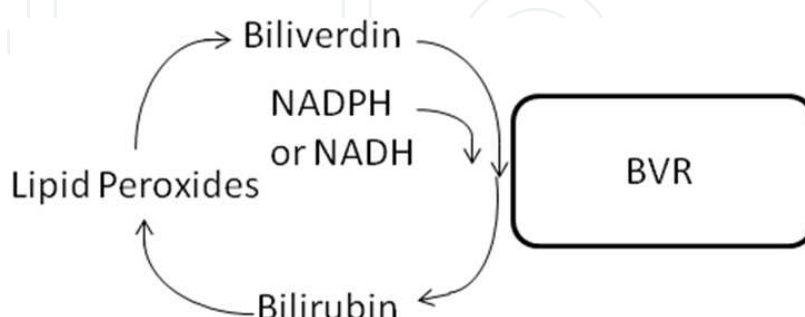 Biliverdin
NADPH
or NADH
BVR
Lipid Peroxides
Bilirubin